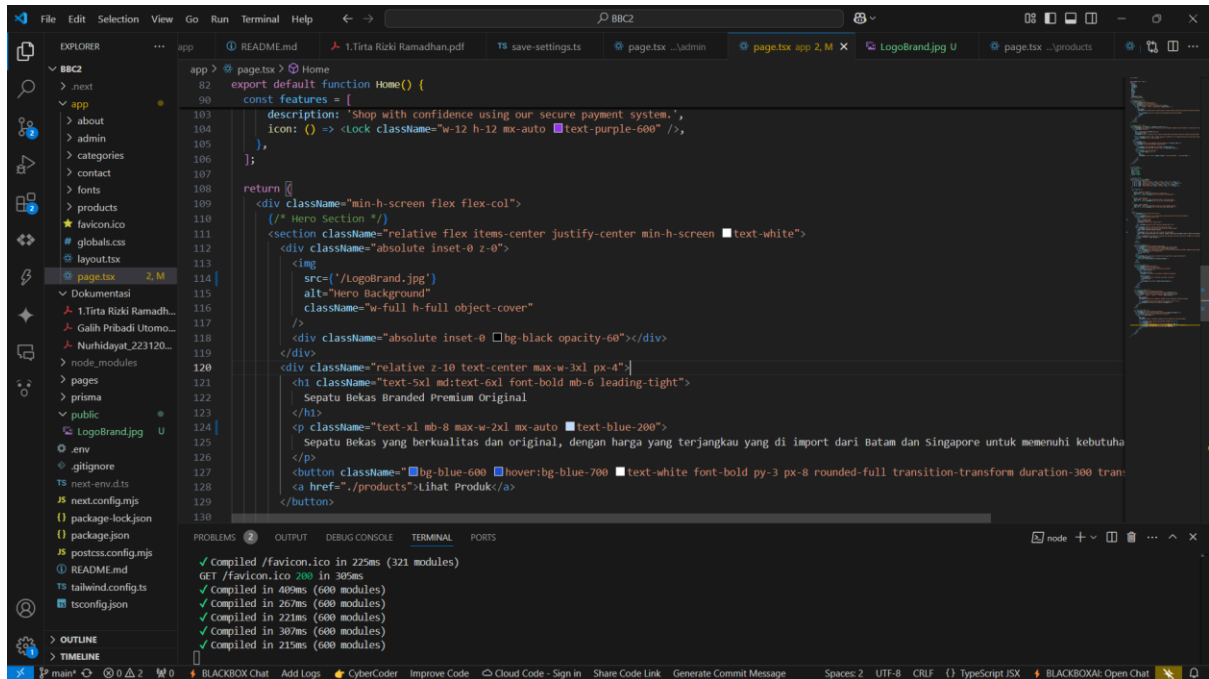 File Edit Selection View Go Run Terminal Help
BBC2
EXPLORER
app
README.md
1.Tirta Rizki Ramadhan.pdf
TS save-settings.ts
page.tsx ...\admin
page.tsx app 2, M
LogoBrand.jpg U
page.tsx ...\products
BBC2
.next
app
about
admin
categories
contact
fonts
products
favicon.ico
# globals.css
layout.tsx
page.tsx 2, M
Dokumentasi
1.Tirta Rizki Ramadh...
Galih Pribadi Utomo...
Nurhidayat_223120...
node_modules
pages
prisma
public
LogoBrand.jpg U
.env
.gitignore
TS next-env.d.ts
JS next.config.mjs
{} package-lock.json
{} package.json
JS postcss.config.mjs
README.md
TS tailwind.config.ts
tsconfig.json
OUTLINE
TIMELINE
app > page.tsx > Home
82 export default function Home() {
90 const features = [
103 description: 'Shop with confidence using our secure payment system.',
104 icon: () => <Lock className="w-12 h-12 mx-auto text-purple-600" />,
105 },
106 ];
107
108 return (
109 <div className="min-h-screen flex flex-col">
110 {/* Hero Section */}
111 <section className="relative flex items-center justify-center min-h-screen text-white">
112 <div className="absolute inset-0 z-0">
113 <img
114 src={'/LogoBrand.jpg'}
115 alt="Hero Background"
116 className="w-full h-full object-cover"
117 />
118 <div className="absolute inset-0 bg-black opacity-60"></div>
119 </div>
120 <div className="relative z-10 text-center max-w-3xl px-4">
121 <h1 className="text-5xl md:text-6xl font-bold mb-6 leading-tight">
122 Sepatu Bekas Branded Premium Original
123 </h1>
124 <p className="text-xl mb-8 max-w-2xl mx-auto text-blue-200">
125 Sepatu Bekas yang berkualitas dan original, dengan harga yang terjangkau yang di import dari Batam dan Singapore untuk memenuhi kebutuha
126 </p>
127 <button className="bg-blue-600 hover:bg-blue-700 text-white font-bold py-3 px-8 rounded-full transition-transform duration-300 tran
128 <a href="./products">Lihat Produk</a>
129 </button>
130
PROBLEMS 2 OUTPUT DEBUG CONSOLE TERMINAL PORTS
node
✓ Compiled /favicon.ico in 225ms (321 modules)
GET /favicon.ico 200 in 305ms
✓ Compiled in 409ms (600 modules)
✓ Compiled in 267ms (600 modules)
✓ Compiled in 221ms (600 modules)
✓ Compiled in 307ms (600 modules)
✓ Compiled in 215ms (600 modules)
main* 0 2 0 BLACKBOX Chat Add Logs CyberCoder Improve Code Cloud Code - Sign in Share Code Link Generate Commit Message Spaces: 2 UTF-8 CRLF {} TypeScript JSX BLACKBOXAI: Open Chat